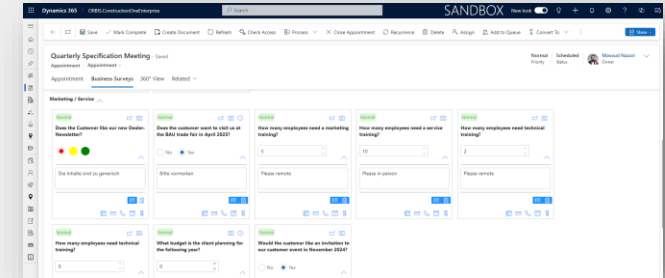 Dynamics 365
ORBIS.ConstructionOneEnterprise
Search
SANDBOX
New look
Save
Mark Complete
Create Document
Refresh
Check Access
Process
Close Appointment
Recurrence
Delete
Assign
Add to Queue
Convert To
Share
Quarterly Specification Meeting - Saved
Appointment · Appointment
Normal
Priority
Scheduled
Status
Masoud Nazari
Owner
Appointment
Business Surveys
360° View
Related
Marketing / Service
Normal
Does the Customer like our new Dealer-
Newsletter?
Die Inhalte sind zu generisch
Normal
Does the customer want to visit us at
the BAU trade fair in April 2025?
No
Yes
Bitte vormerken
Normal
How many employees need a marketing
training?
5
Please remote
Normal
How many employees need a service
training?
10
Please in person
Normal
How many employees need technical
training?
2
Please remote
Normal
How many employees need technical
training?
0
Normal
What budget is the client planning for
the following year?
0
Normal
Would the customer like an invitation to
our customer event in November 2024?
No
Yes